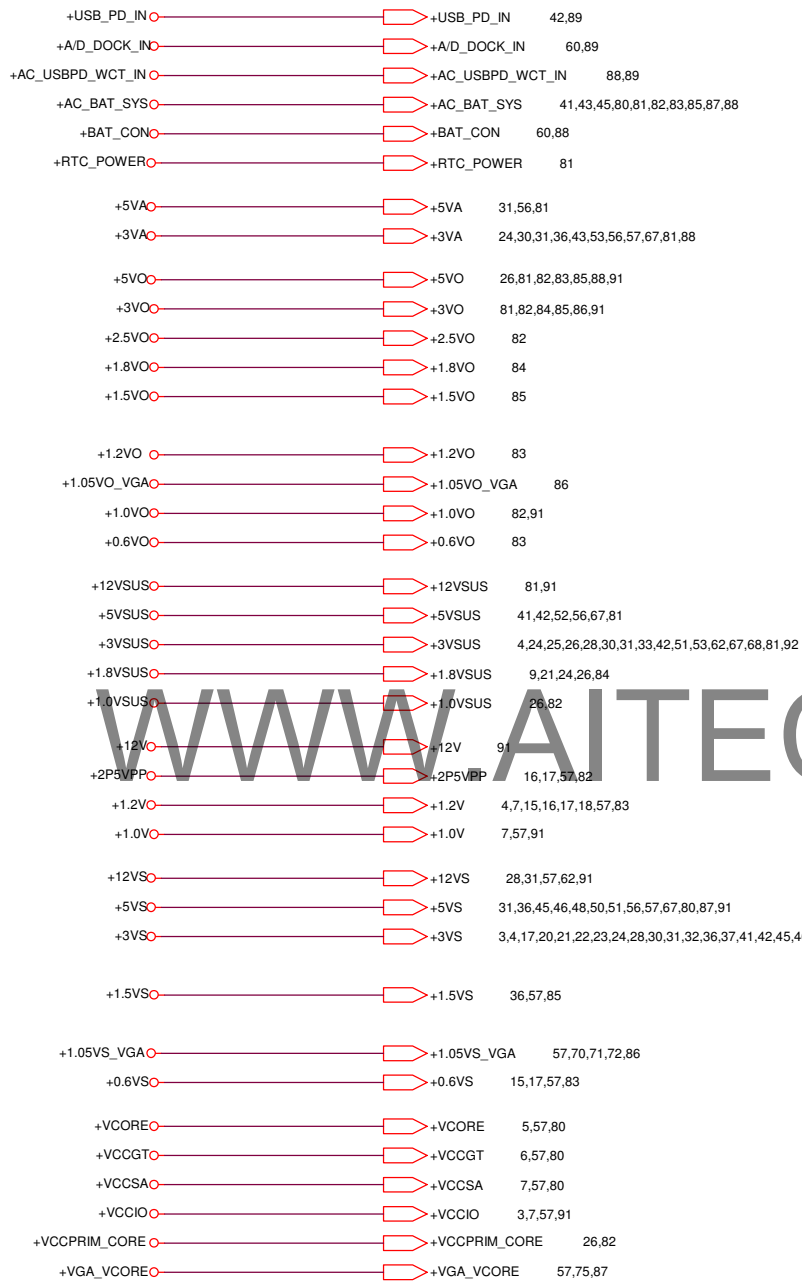 +USB_PD_IN +USB_PD_IN 42,89
+A/D_DOCK_IN +A/D_DOCK_IN 60,89
+AC_USBPD_WCT_IN +AC_USBPD_WCT_IN 88,89
+AC_BAT_SYS +AC_BAT_SYS 41,43,45,80,81,82,83,85,87,88
+BAT_CON +BAT_CON 60,88
+RTC_POWER +RTC_POWER 81
+5VA +5VA 31,56,81
+3VA +3VA 24,30,31,36,43,53,56,57,67,81,88
+5VO +5VO 26,81,82,83,85,88,91
+3VO +3VO 81,82,84,85,86,91
+2.5VO +2.5VO 82
+1.8VO +1.8VO 84
+1.5VO +1.5VO 85
+1.2VO +1.2VO 83
+1.05VO_VGA +1.05VO_VGA 86
+1.0VO +1.0VO 82,91
+0.6VO +0.6VO 83
+12VSUS +12VSUS 81,91
+5VSUS +5VSUS 41,42,52,56,67,81
+3VSUS +3VSUS 4,24,25,26,28,30,31,33,42,51,53,62,67,68,81,92
+1.8VSUS +1.8VSUS 9,21,24,26,84
+1.0VSUS +1.0VSUS 26,82
WWW.AITEC
+12V +12V 91
+2P5VPP +2P5VPP 16,17,57,82
+1.2V +1.2V 4,7,15,16,17,18,57,83
+1.0V +1.0V 7,57,91
+12VS +12VS 28,31,57,62,91
+5VS +5VS 31,36,45,46,48,50,51,56,57,67,80,87,91
+3VS +3VS 3,4,17,20,21,22,23,24,28,30,31,32,36,37,41,42,45,4
+1.5VS +1.5VS 36,57,85
+1.05VS_VGA +1.05VS_VGA 57,70,71,72,86
+0.6VS +0.6VS 15,17,57,83
+VCORE +VCORE 5,57,80
+VCCGT +VCCGT 6,57,80
+VCCSA +VCCSA 7,57,80
+VCCIO +VCCIO 3,7,57,91
+VCCPRIM_CORE +VCCPRIM_CORE 26,82
+VGA_VCORE +VGA_VCORE 57,75,87